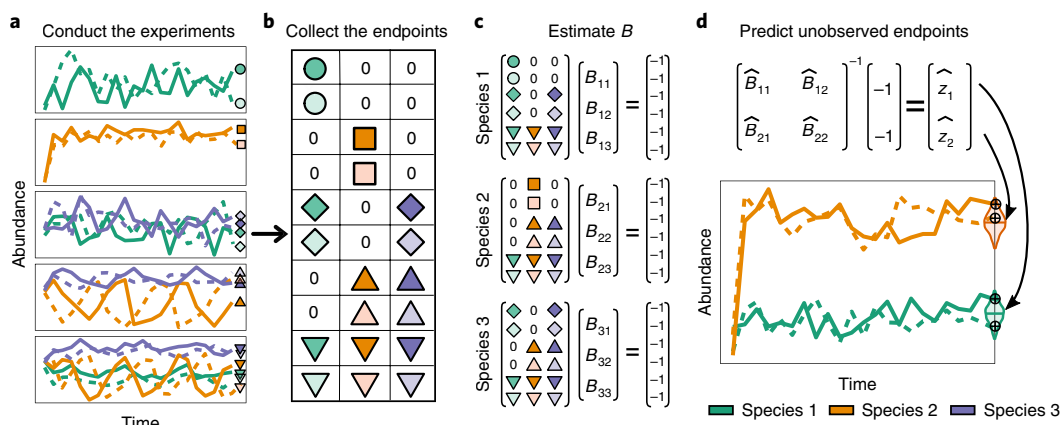 a Conduct the experiments
Abundance
Time
b Collect the endpoints
0 0
0 0
0 0
0 0
0
0
0
0
c Estimate B
Species 1
0 0
0 0
0
0
B11
B12
B13
=
-1
-1
-1
-1
-1
-1
Species 2
0 0
0 0
0
0
B21
B22
B23
=
-1
-1
-1
-1
-1
-1
Species 3
0
0
0
0
B31
B32
B33
=
-1
-1
-1
-1
-1
-1
d Predict unobserved endpoints
B̂11 B̂12 -1 -1 = ẑ1
B̂21 B̂22 -1 ẑ2
Abundance
Time
Species 1 Species 2 Species 3